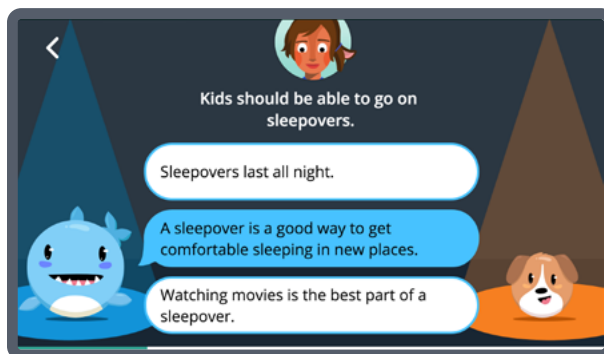 Kids should be able to go on
sleepovers.
Sleepovers last all night.
A sleepover is a good way to get
comfortable sleeping in new places.
Watching movies is the best part of a
sleepover.